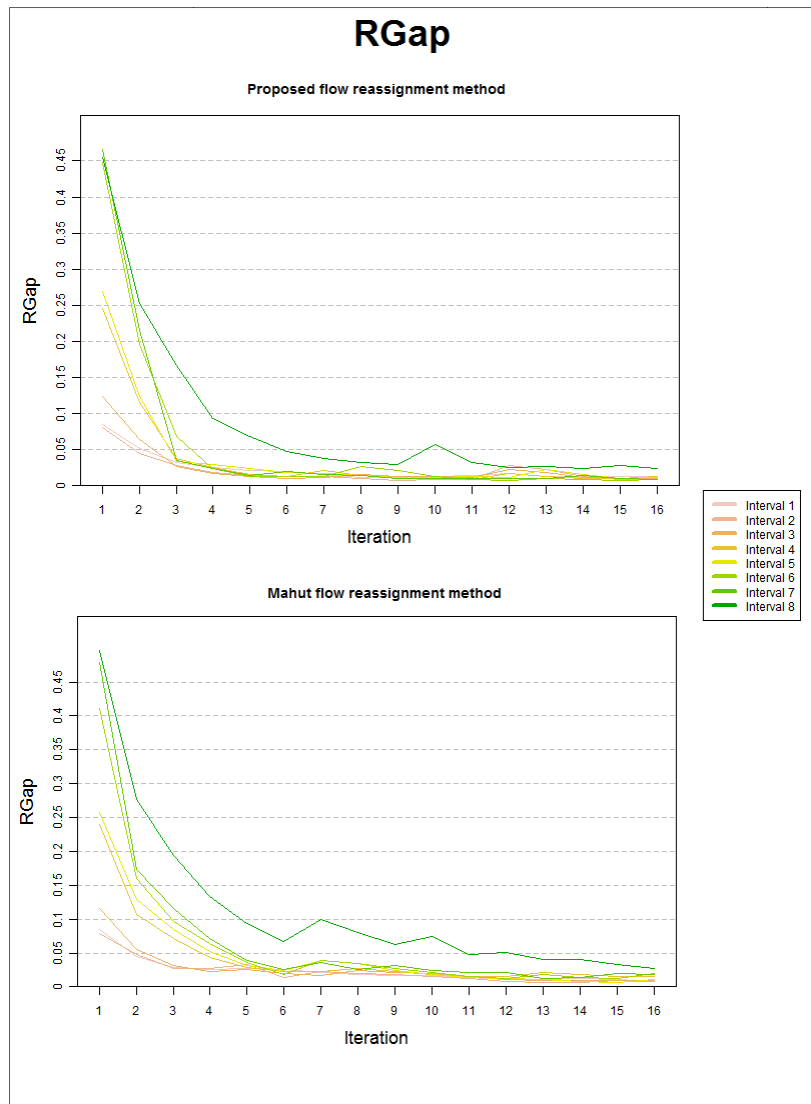 RGap
Proposed flow reassignment method
RGap
0.45
0.4
0.35
0.3
0.25
0.2
0.15
0.1
0.05
0
1 2 3 4 5 6 7 8 9 10 11 12 13 14 15 16
Iteration
Interval 1
Interval 2
Interval 3
Interval 4
Interval 5
Interval 6
Interval 7
Interval 8
Mahut flow reassignment method
RGap
0.45
0.4
0.35
0.3
0.25
0.2
0.15
0.1
0.05
0
1 2 3 4 5 6 7 8 9 10 11 12 13 14 15 16
Iteration